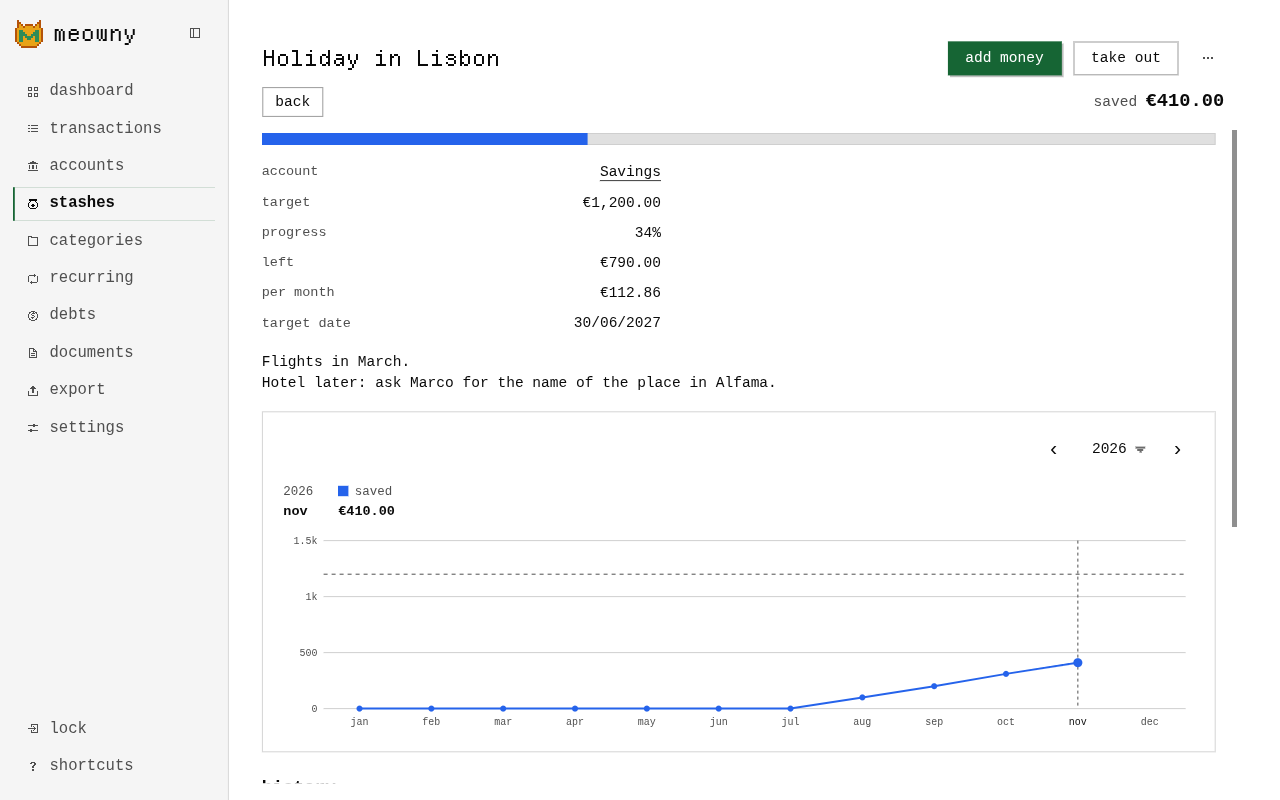 meowny
dashboard
transactions
accounts
stashes
categories
recurring
debts
documents
export
settings
lock
? shortcuts
Holiday in Lisbon
add money
take out
...
back
saved €410.00
account Savings
target €1,200.00
progress 34%
left €790.00
per month €112.86
target date 30/06/2027
Flights in March.
Hotel later: ask Marco for the name of the place in Alfama.
‹ 2026 ›
2026 saved
nov €410.00
1.5k
1k
500
0
jan feb mar apr may jun jul aug sep oct nov dec